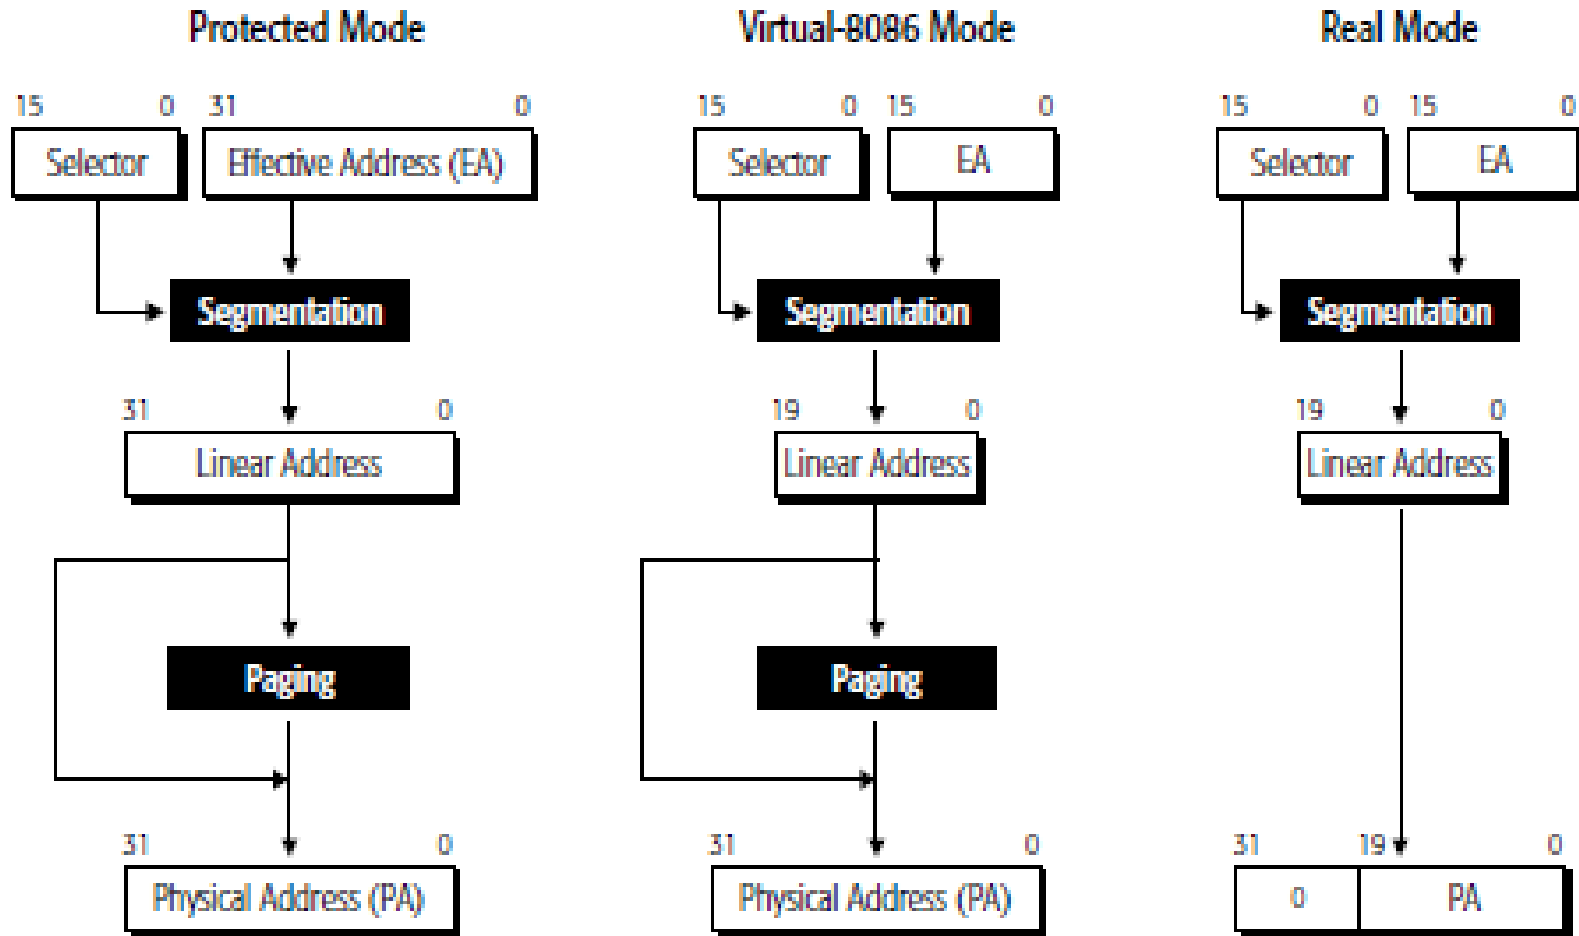 Protected Mode Virtual-8086 Mode Real Mode
15 0 31 0 15 0 15 0 15 0 15 0
Selector Effective Address (EA) Selector EA Selector EA
Segmentation Segmentation Segmentation
31 0 19 0 19 0
Linear Address Linear Address Linear Address
Paging Paging
31 0 31 0 31 19 0
Physical Address (PA) Physical Address (PA) 0 PA